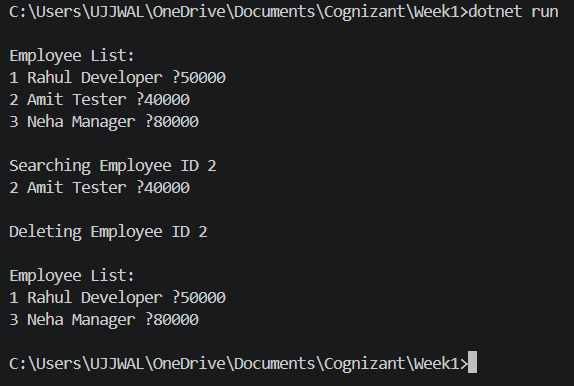 C:\Users\UJJWAL\OneDrive\Documents\Cognizant\Week1>dotnet run
Employee List:
1 Rahul Developer ?50000
2 Amit Tester ?40000
3 Neha Manager ?80000
Searching Employee ID 2
2 Amit Tester ?40000
Deleting Employee ID 2
Employee List:
1 Rahul Developer ?50000
3 Neha Manager ?80000
C:\Users\UJJWAL\OneDrive\Documents\Cognizant\Week1>